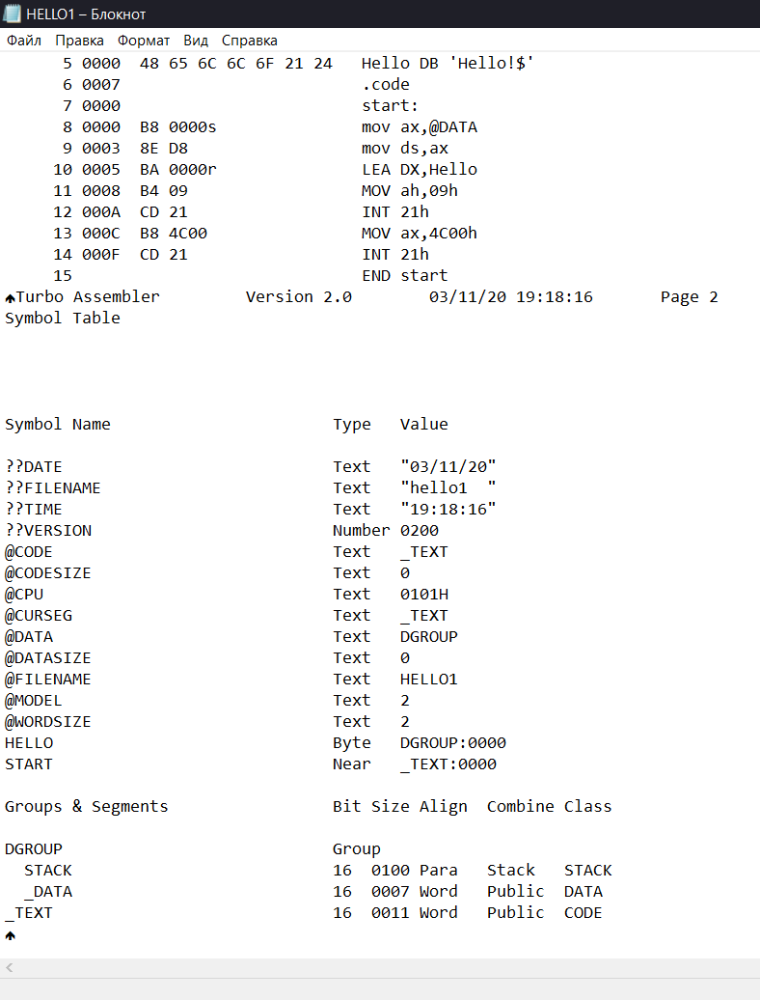 HELLO1 – Блокнот
Файл Правка Формат Вид Справка
5 0000 48 65 6C 6C 6F 21 24 Hello DB 'Hello!$'
6 0007 .code
7 0000 start:
8 0000 B8 0000s mov ax,@DATA
9 0003 8E D8 mov ds,ax
10 0005 BA 0000r LEA DX,Hello
11 0008 B4 09 MOV ah,09h
12 000A CD 21 INT 21h
13 000C B8 4C00 MOV ax,4C00h
14 000F CD 21 INT 21h
15 END start
Turbo Assembler Version 2.0 03/11/20 19:18:16 Page 2
Symbol Table
Symbol Name Type Value
??DATE Text "03/11/20"
??FILENAME Text "hello1 "
??TIME Text "19:18:16"
??VERSION Number 0200
@CODE Text _TEXT
@CODESIZE Text 0
@CPU Text 0101H
@CURSEG Text _TEXT
@DATA Text DGROUP
@DATASIZE Text 0
@FILENAME Text HELLO1
@MODEL Text 2
@WORDSIZE Text 2
HELLO Byte DGROUP:0000
START Near _TEXT:0000
Groups & Segments Bit Size Align Combine Class
DGROUP Group
STACK 16 0100 Para Stack STACK
_DATA 16 0007 Word Public DATA
_TEXT 16 0011 Word Public CODE